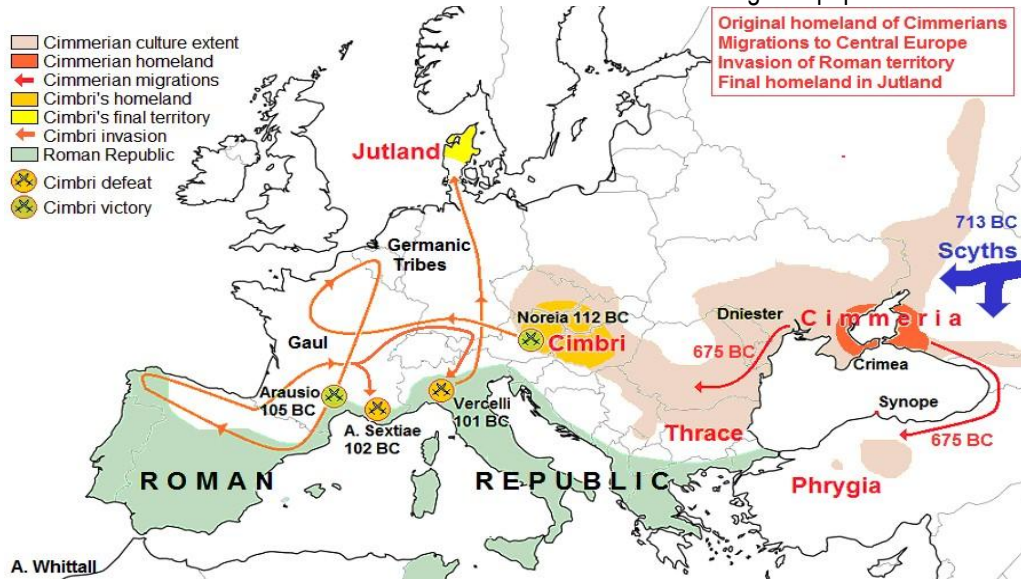 Original homeland of Cimmerians
Migrations to Central Europe
Invasion of Roman territory
Final homeland in Jutland
Cimmerian culture extent
Cimmerian homeland
Cimmerian migrations
Cimbri's homeland
Cimbri's final territory
Cimbri invasion
Roman Republic
Cimbri defeat
Cimbri victory
Jutland
713 BC
Scyths
Germanic
Tribes
Noreia 112 BC
Cimbri
Dniester
Cimmeria
Crimea
675 BC
Gaul
Arausio
105 BC
A. Sextiae
102 BC
Vercelli
101 BC
Synope
Thrace
675 BC
Phrygia
ROMAN REPUBLIC
A. Whittall